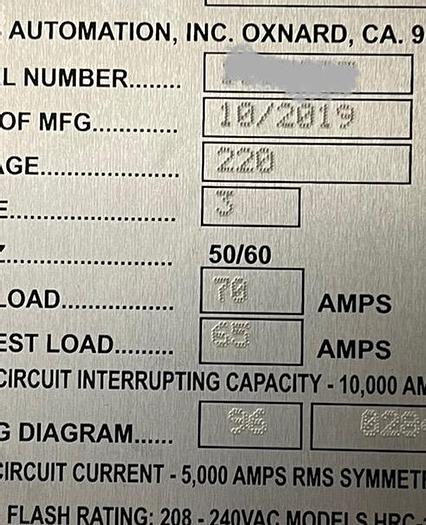 AUTOMATION, INC. OXNARD, CA. 9
L NUMBER........
OF MFG............. 10/2019
AGE.................... 220
E......................... 3
......................... 50/60
LOAD................. 70 AMPS
EST LOAD......... 65 AMPS
CIRCUIT INTERRUPTING CAPACITY - 10,000 AM
G DIAGRAM...... 96 028
CIRCUIT CURRENT - 5,000 AMPS RMS SYMMET
FLASH RATING: 208 - 240VAC MODELS HRC-